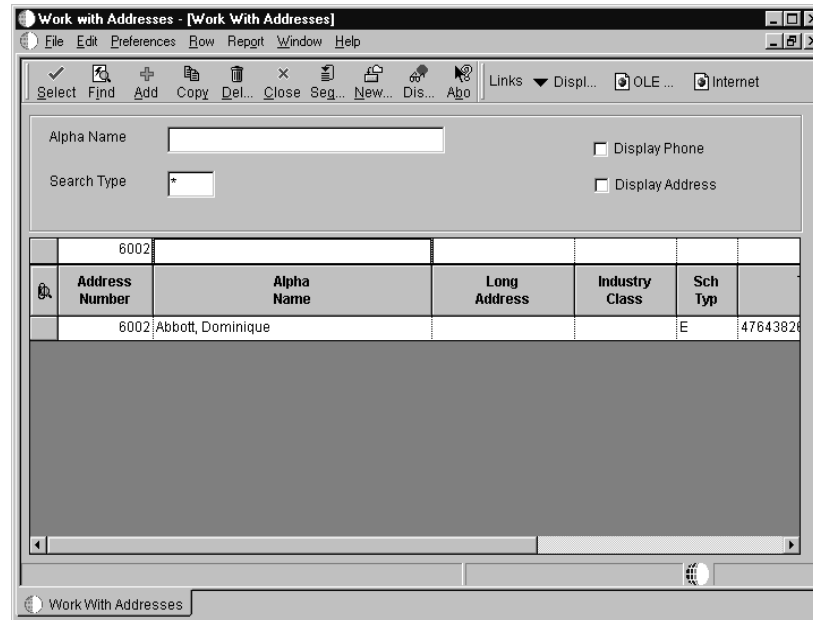 Work with Addresses - [Work With Addresses]
File Edit Preferences Row Report Window Help
Select Find Add Copy Del... Close Seq... New... Dis... Abo Links Displ... OLE ... Internet
Alpha Name
Display Phone
Search Type *
Display Address
6002
Address Number Alpha Name Long Address Industry Class Sch Typ
6002 Abbott, Dominique E 4764382
Work With Addresses